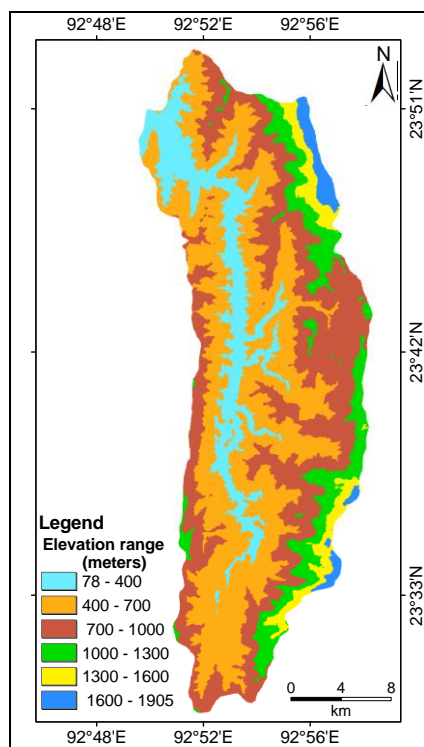 92°48'E 92°52'E 92°56'E
N
23°51'N
23°42'N
23°33'N
Legend
Elevation range
(meters)
78 - 400
400 - 700
700 - 1000
1000 - 1300
1300 - 1600
1600 - 1905
0 4 8
km
92°48'E 92°52'E 92°56'E